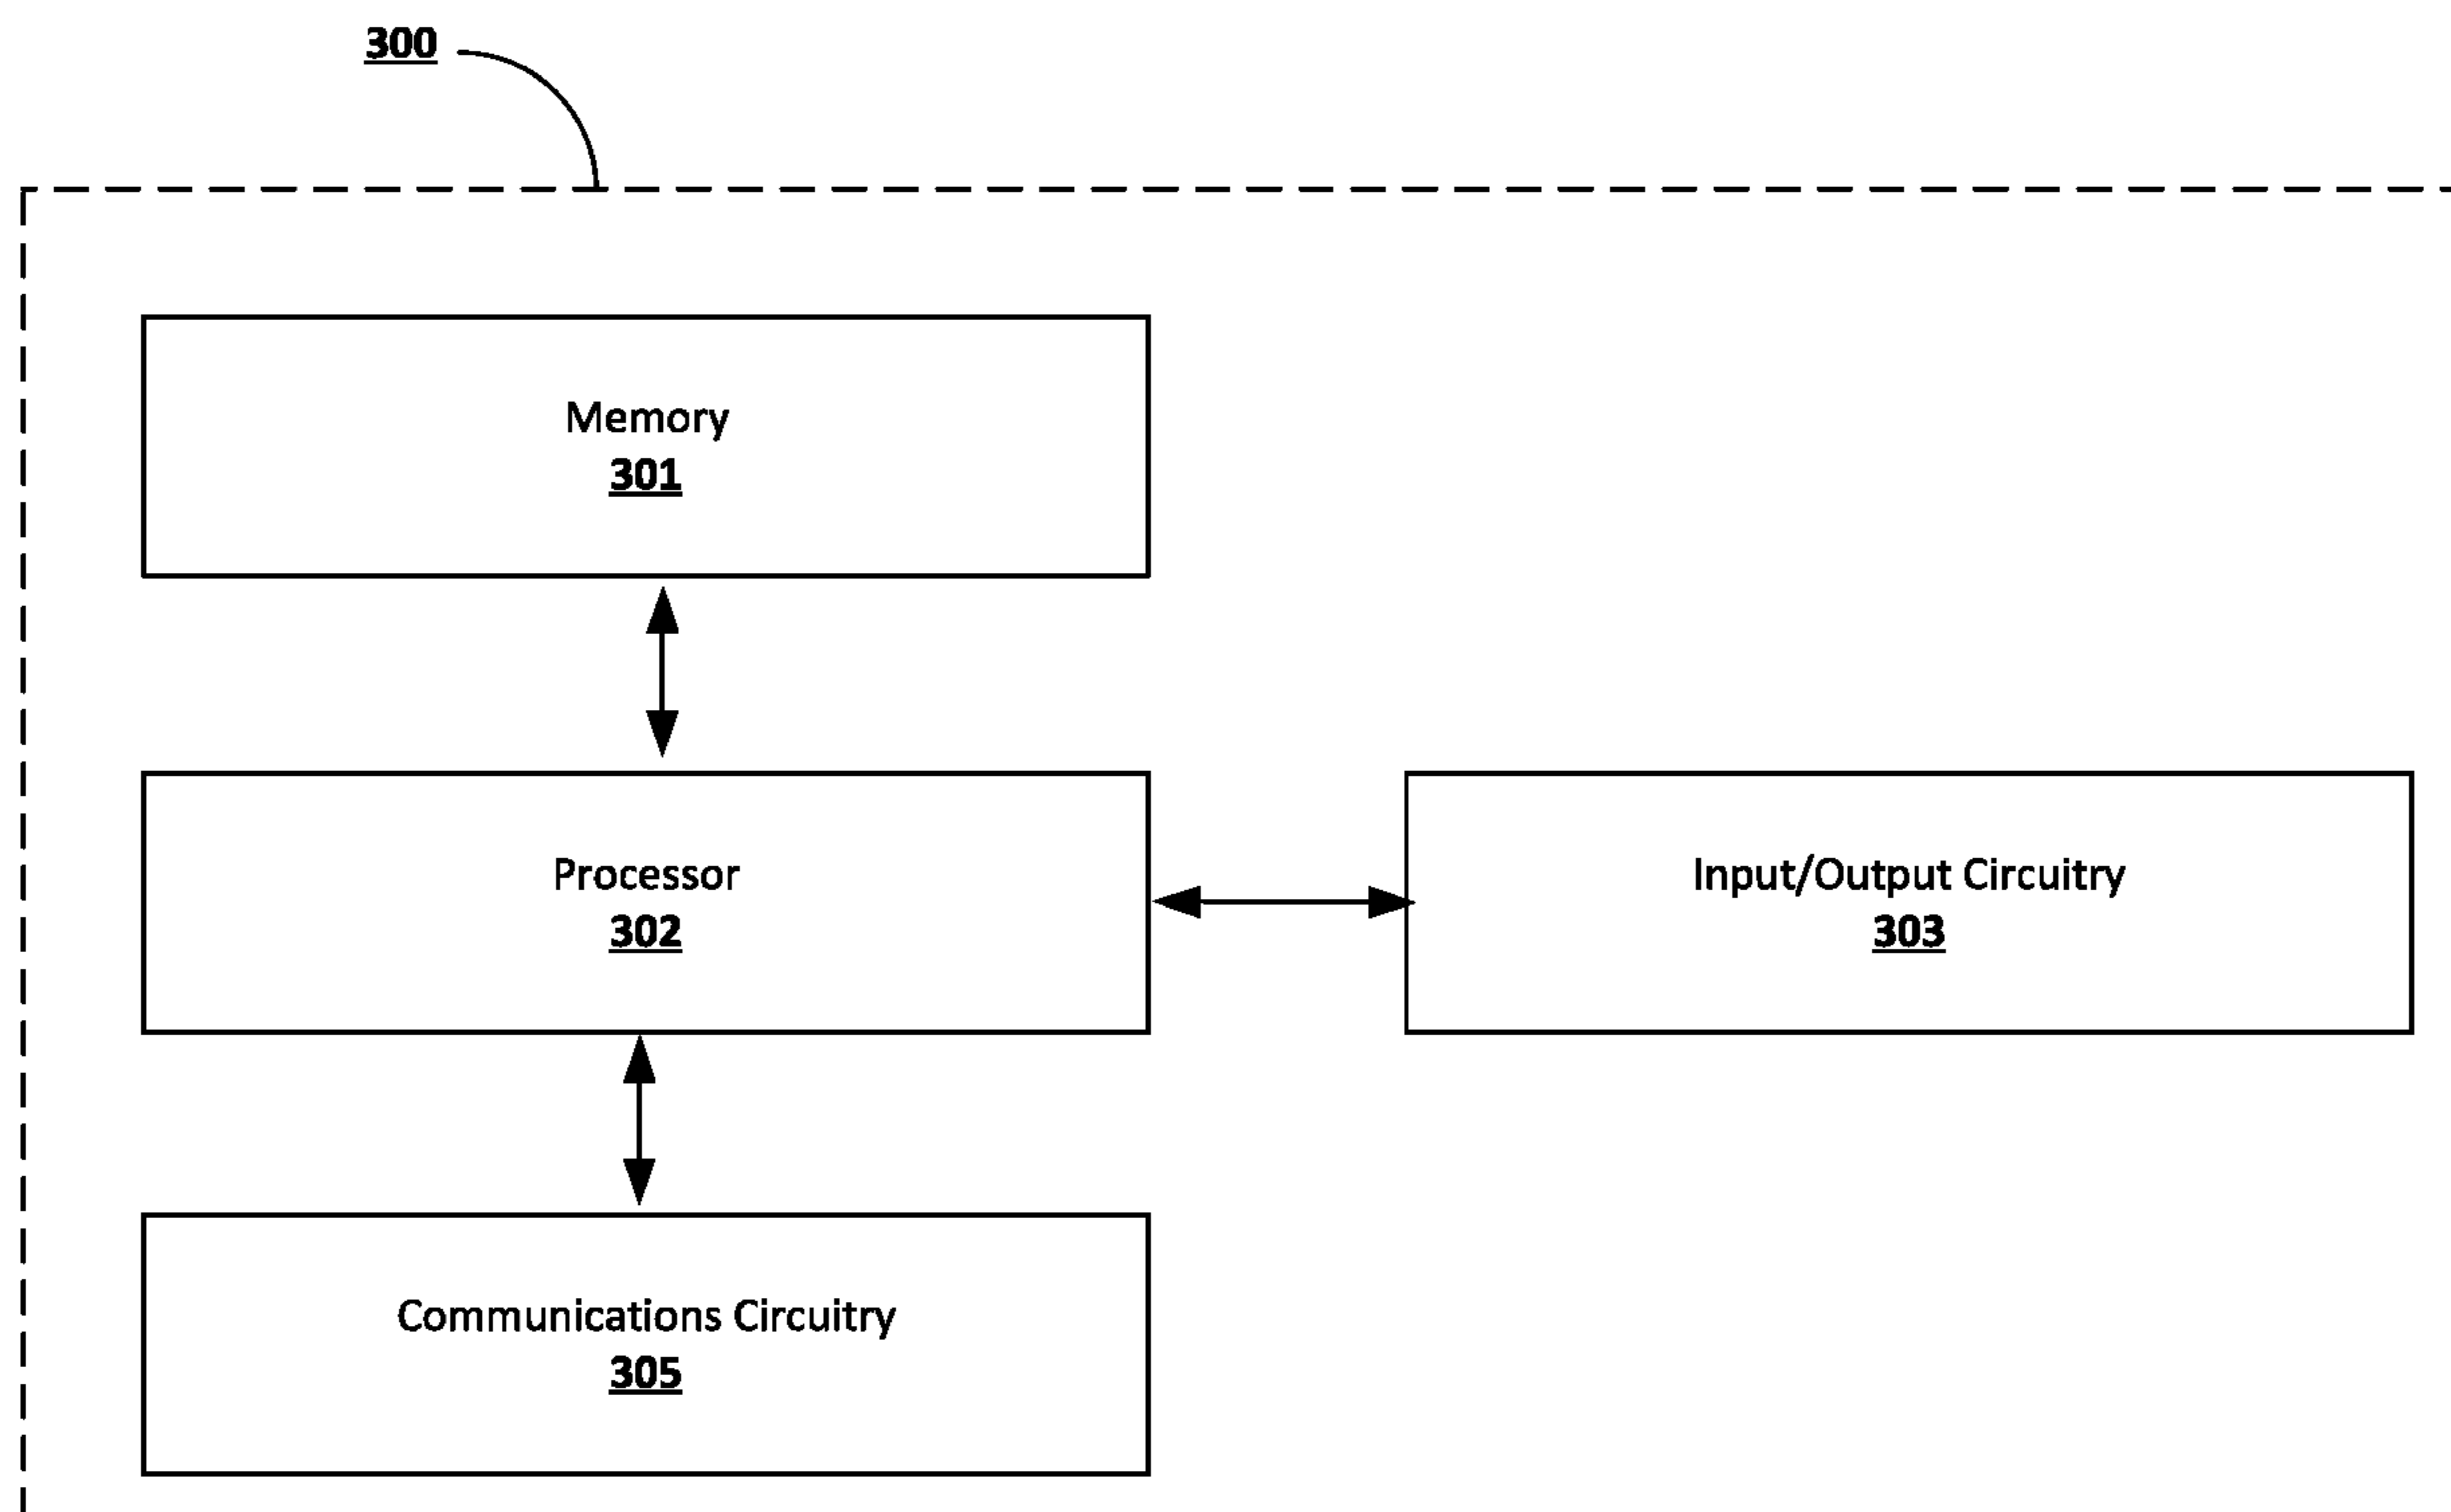 300
Memory
301
Processor
302
Input/Output Circuitry
303
Communications Circuitry
305